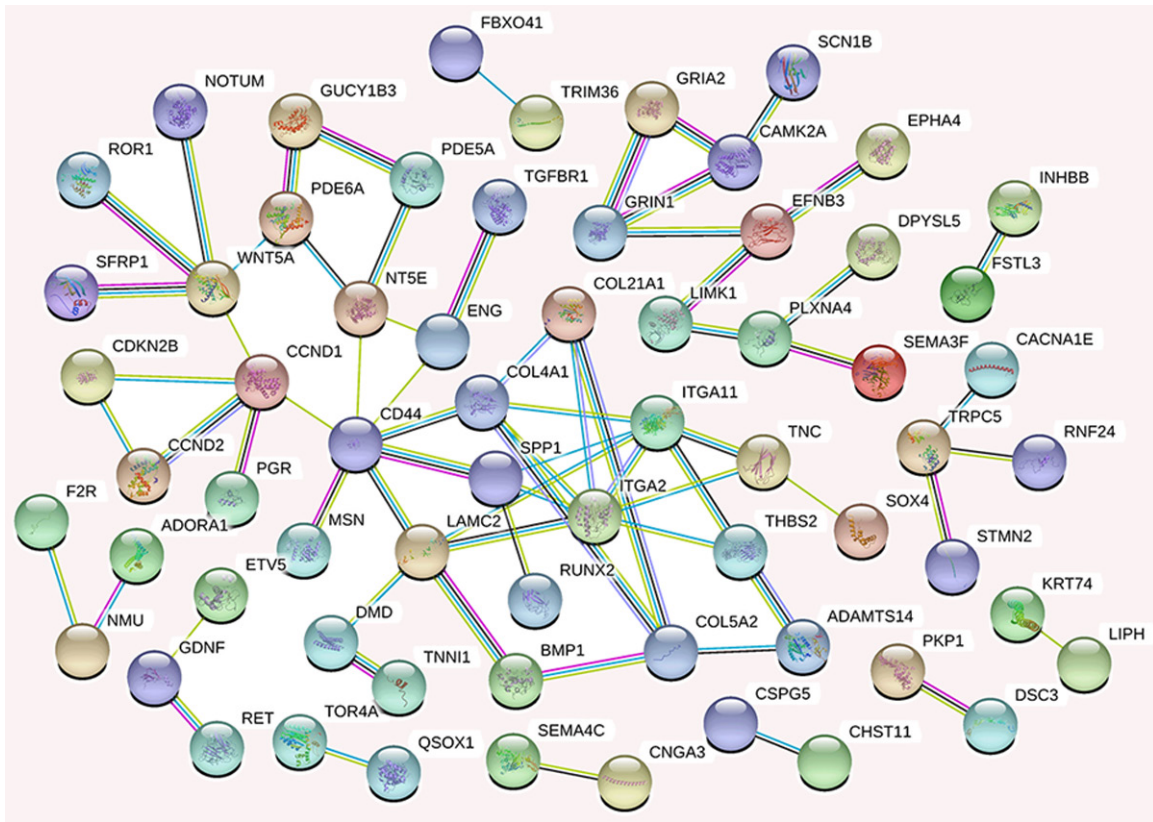 FBXO41
SCN1B
NOTUM
GUCY1B3
TRIM36
GRIA2
CAMK2A
EPHA4
ROR1
PDE5A
PDE6A
TGFBR1
GRIN1
EFNB3
INHBB
DPYSL5
SFRP1
WNT5A
NT5E
ENG
COL21A1
LIMK1
PLXNA4
FSTL3
SEMA3F
CACNA1E
CDKN2B
CCND1
COL4A1
ITGA11
CD44
TRPC5
RNF24
CCND2
PGR
SPP1
TNC
F2R
ADORA1
MSN
LAMC2
ITGA2
THBS2
SOX4
STMN2
ETV5
RUNX2
KRT74
NMU
GDNF
DMD
TNNI1
BMP1
COL5A2
ADAMTS14
PKP1
LIPH
RET
TOR4A
QSOX1
SEMA4C
CNGA3
CSPG5
CHST11
DSC3